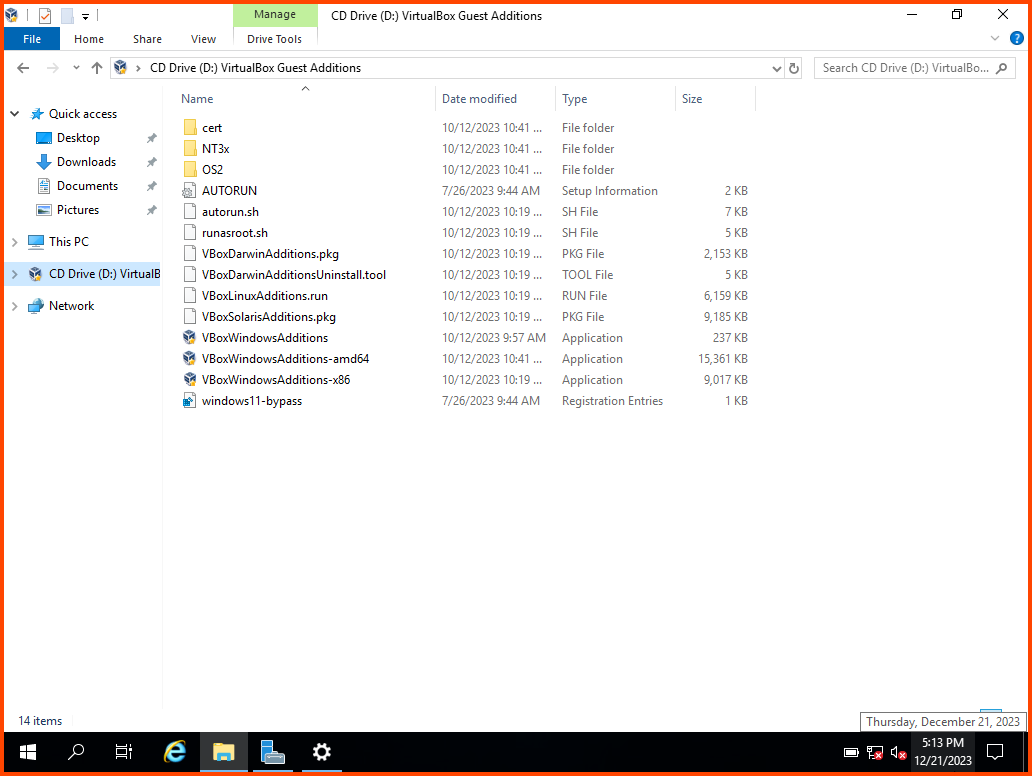 Manage
CD Drive (D:) VirtualBox Guest Additions
File Home Share View Drive Tools
CD Drive (D:) VirtualBox Guest Additions
Search CD Drive (D:) VirtualBo...
Name Date modified Type Size
Quick access
Desktop
Downloads
Documents
Pictures
This PC
CD Drive (D:) VirtualB
Network
cert 10/12/2023 10:41 ... File folder
NT3x 10/12/2023 10:41 ... File folder
OS2 10/12/2023 10:41 ... File folder
AUTORUN 7/26/2023 9:44 AM Setup Information 2 KB
autorun.sh 10/12/2023 10:19 ... SH File 7 KB
runasroot.sh 10/12/2023 10:19 ... SH File 5 KB
VBoxDarwinAdditions.pkg 10/12/2023 10:19 ... PKG File 2,153 KB
VBoxDarwinAdditionsUninstall.tool 10/12/2023 10:19 ... TOOL File 5 KB
VBoxLinuxAdditions.run 10/12/2023 10:19 ... RUN File 6,159 KB
VBoxSolarisAdditions.pkg 10/12/2023 10:19 ... PKG File 9,185 KB
VBoxWindowsAdditions 10/12/2023 9:57 AM Application 237 KB
VBoxWindowsAdditions-amd64 10/12/2023 10:41 ... Application 15,361 KB
VBoxWindowsAdditions-x86 10/12/2023 10:19 ... Application 9,017 KB
windows11-bypass 7/26/2023 9:44 AM Registration Entries 1 KB
14 items
Thursday, December 21, 2023
5:13 PM
12/21/2023